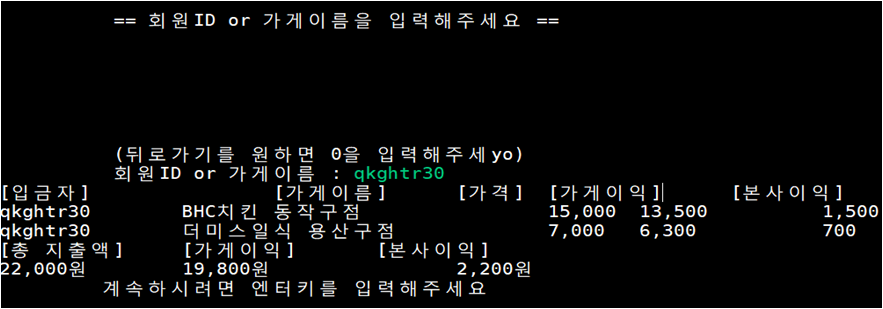 == 회원ID or 가게이름을 입력해주세요 ==
(뒤로가기를 원하면 0을 입력해주세yo)
회원ID or 가게이름 : qkghtr30
[입금자] [가게이름] [가격] [가게이익] [본사이익]
qkghtr30 BHC치킨 동작구점 15,000 13,500 1,500
qkghtr30 더미스일식 용산구점 7,000 6,300 700
[총 지출액] [가게이익] [본사이익]
22,000원 19,800원 2,200원
계속하시려면 엔터키를 입력해주세요